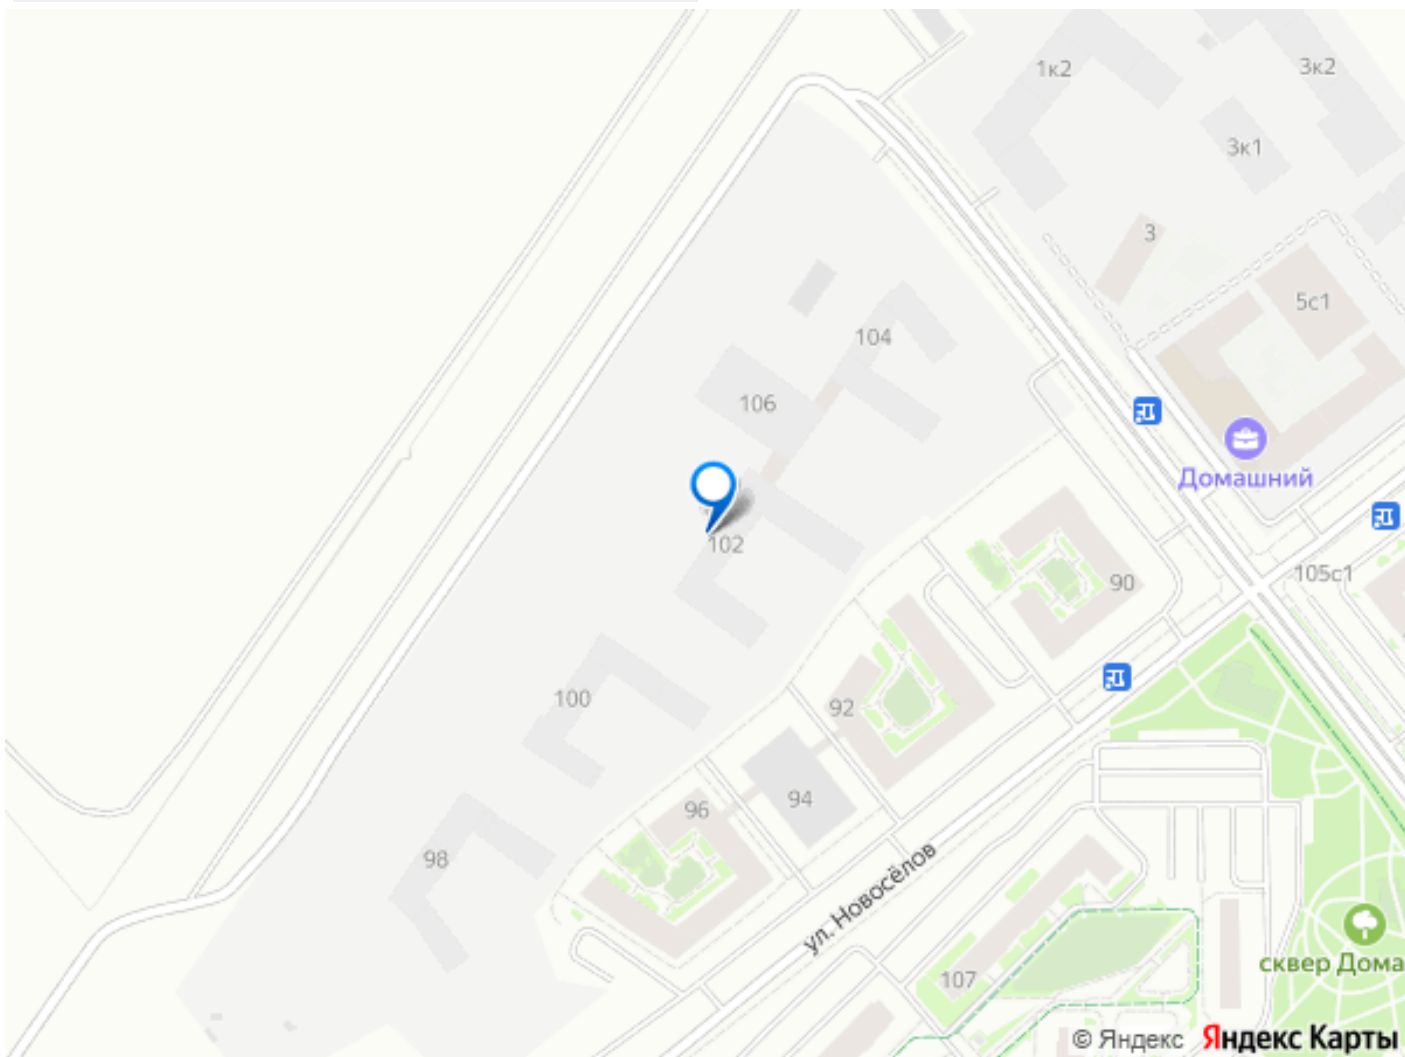 1к2
3к2
3к1
3
5с1
104
106
Домашний
102
105с1
90
100
92
94
96
98
ул. Новосёлов
107
сквер Дома
© Яндекс Яндекс Карты